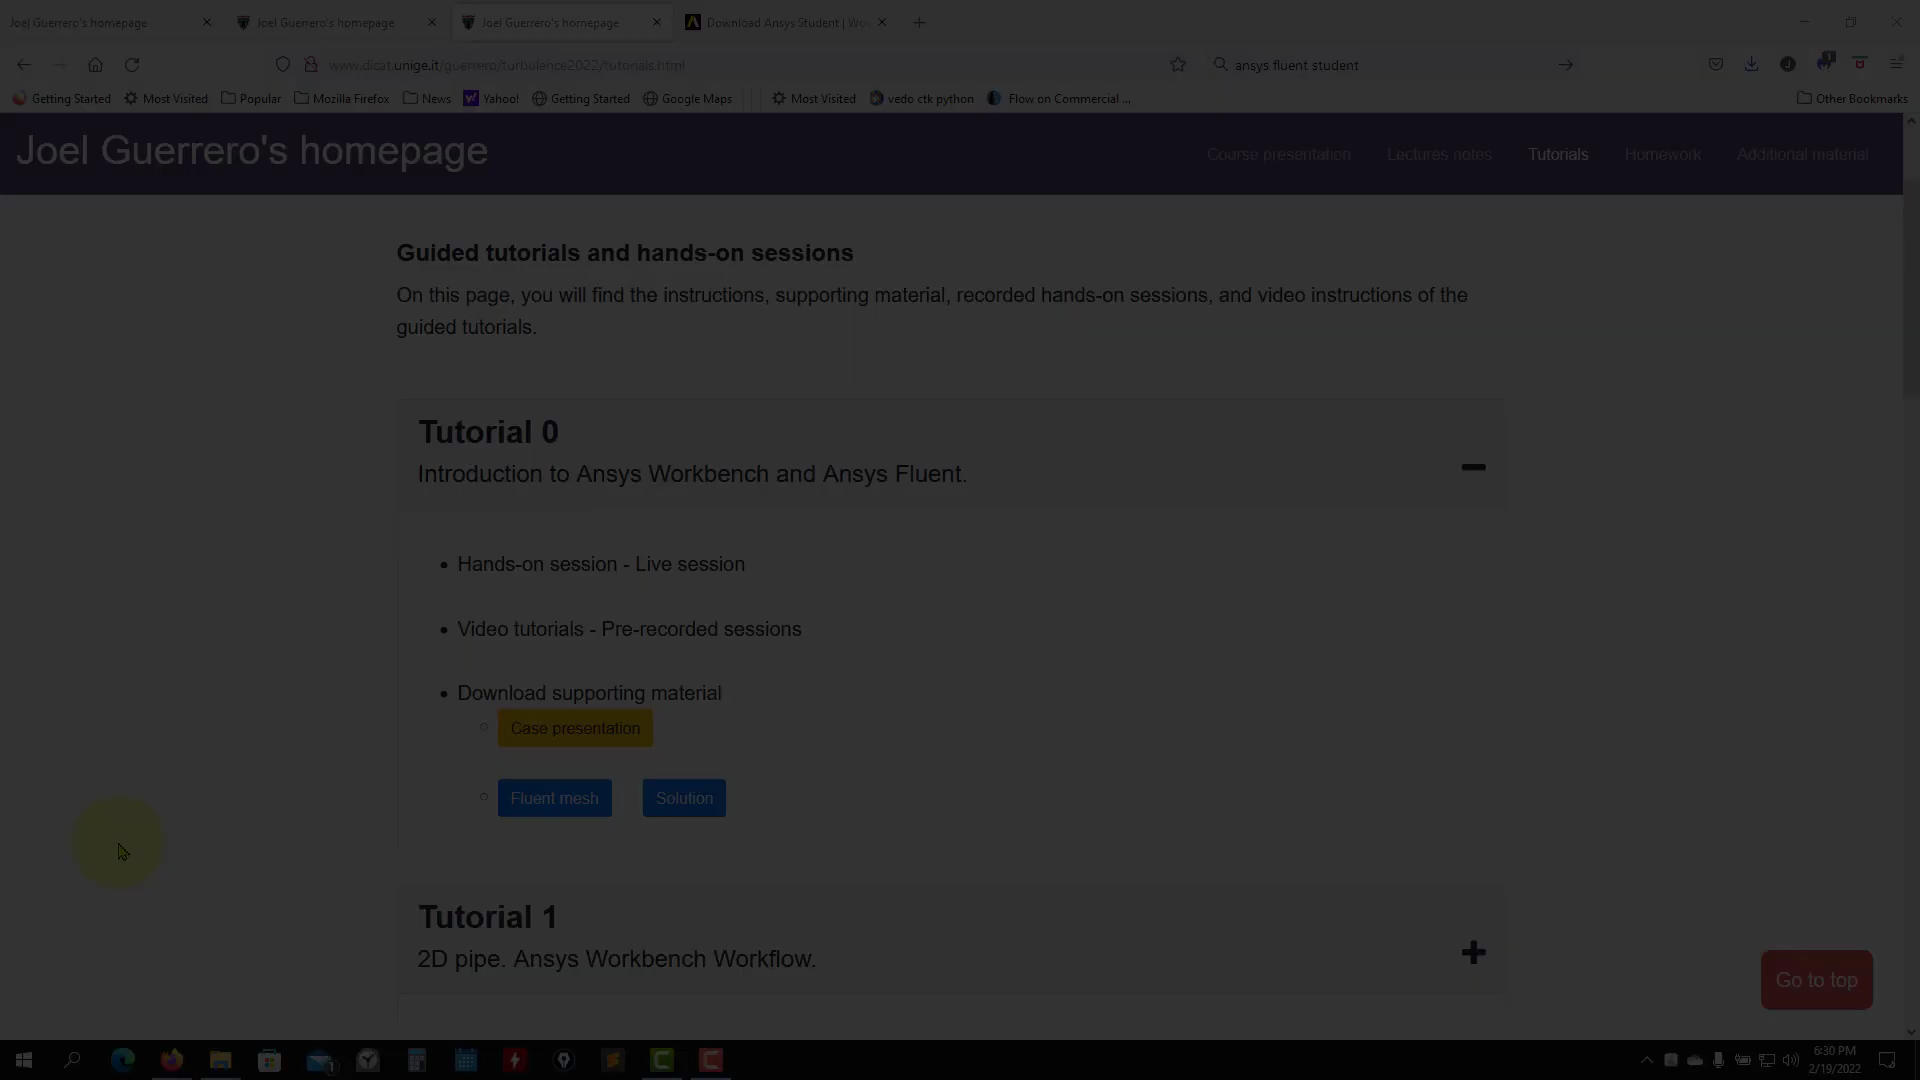 Joel Guerrero's homepage
Joel Guerrero's homepage
Joel Guerrero's homepage
Download Ansys Student | Wo
www.dicat.unige.it/guerrero/turbulence2022/tutorials.html
ansys fluent student
Getting Started
Most Visited
Popular
Mozilla Firefox
News
Yahoo!
Getting Started
Google Maps
Most Visited
vedo ctk python
Flow on Commercial ...
Other Bookmarks
Joel Guerrero's homepage
Course presentation
Lectures notes
Tutorials
Homework
Additional material
Guided tutorials and hands-on sessions
On this page, you will find the instructions, supporting material, recorded hands-on sessions, and video instructions of the
guided tutorials.
Tutorial 0
Introduction to Ansys Workbench and Ansys Fluent.
Hands-on session - Live session
Video tutorials - Pre-recorded sessions
Download supporting material
Case presentation
Fluent mesh
Solution
Tutorial 1
2D pipe. Ansys Workbench Workflow.
Go to top
6:30 PM
2/19/2022